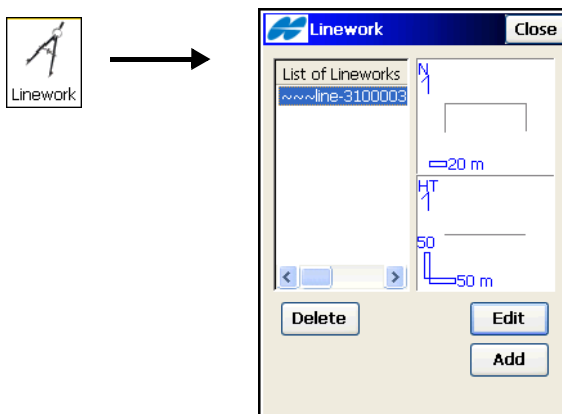 Linework
Linework
Close
List of Lineworks
~~~line-3100003
N
20 m
HT
50
50 m
Delete
Edit
Add